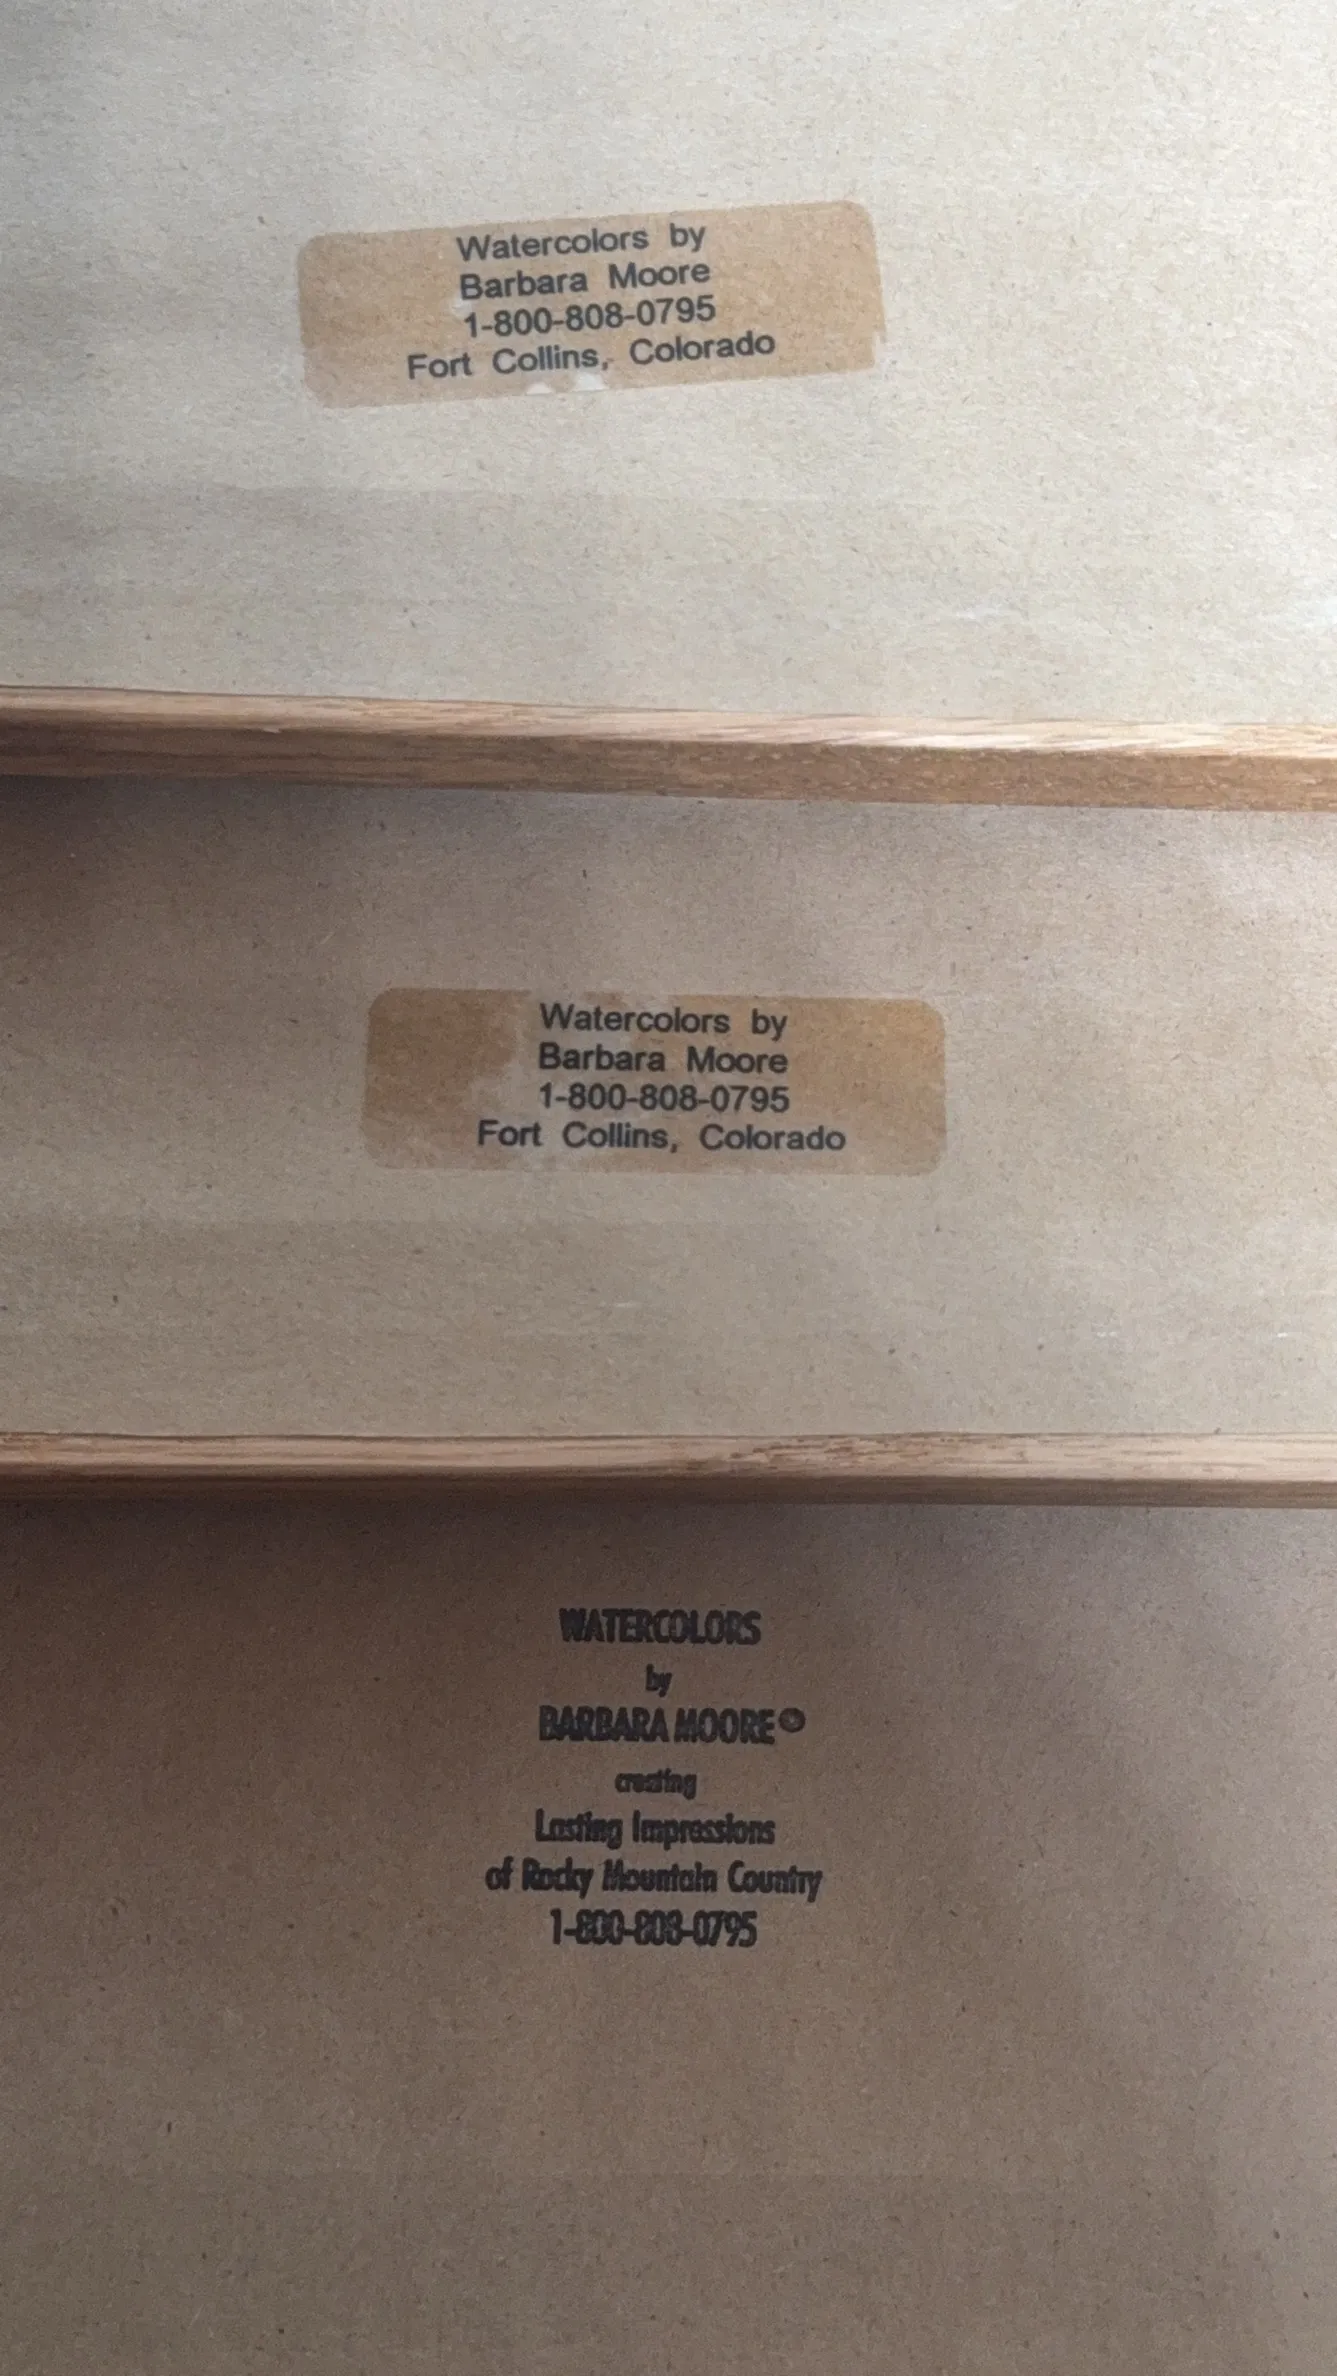 Watercolors by
Barbara Moore
1-800-808-0795
Fort Collins, Colorado
Watercolors by
Barbara Moore
1-800-808-0795
Fort Collins, Colorado
WATERCOLORS
by
BARBARA MOORE©
creating
Lasting Impressions
of Rocky Mountain Country
1-800-808-0795